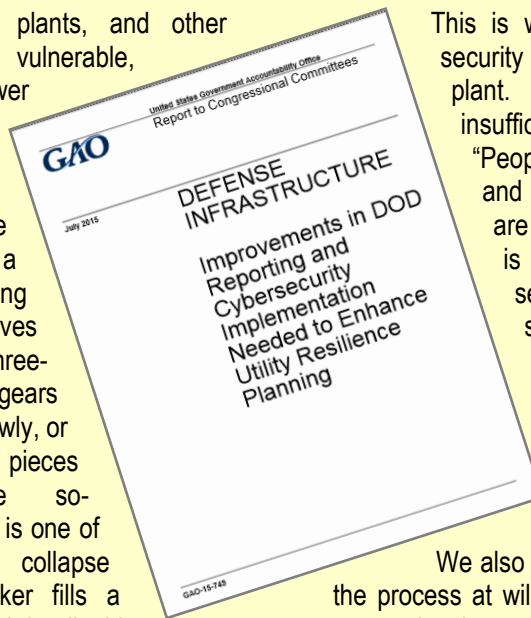 plants, and other
vulnerable,
wer
e
a
ing
ves
hree-
gears
wly, or
pieces
e so-
is one of
collapse
ker fills a
United States Government Accountability Office
Report to Congressional Committees
GAO
July 2015
DEFENSE
INFRASTRUCTURE
Improvements in DOD
Reporting and
Cybersecurity
Implementation
Needed to Enhance
Utility Resilience
Planning
GAO-15-749
This is w
security
plant.
insuffic
“Peop
and
are
is
se
s
We also
the process at wil